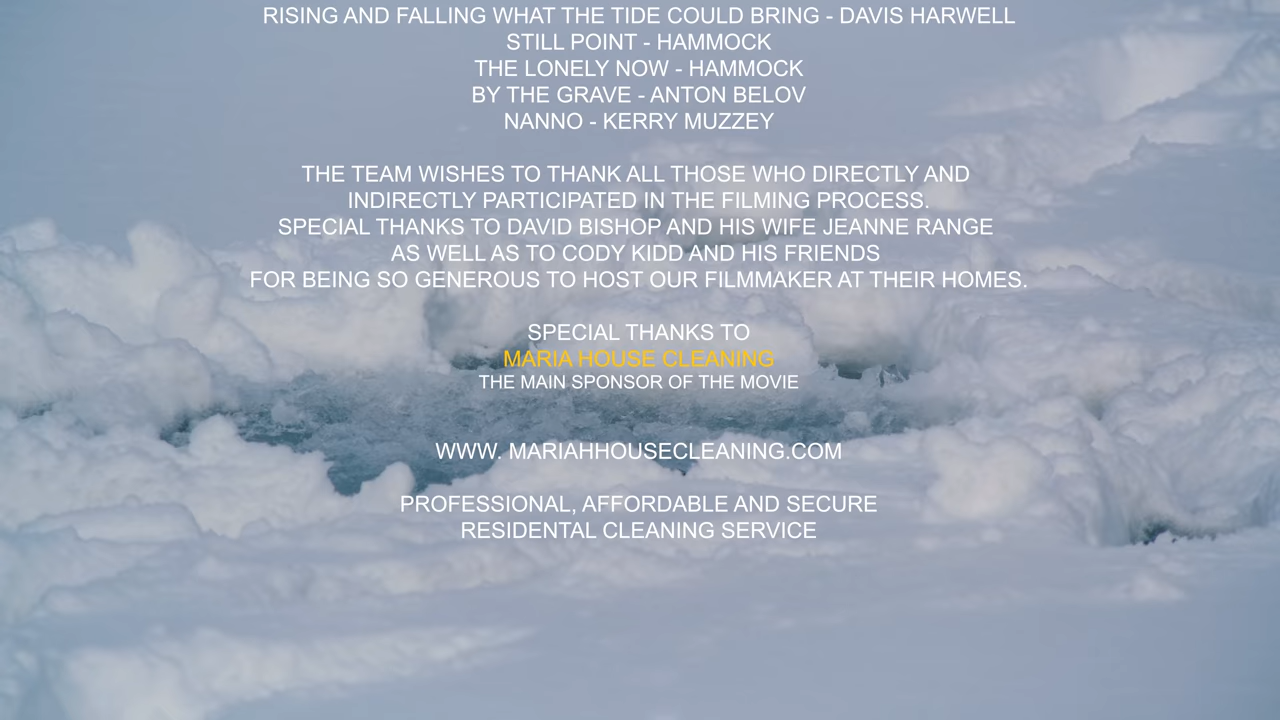 RISING AND FALLING WHAT THE TIDE COULD BRING - DAVIS HARWELL
STILL POINT - HAMMOCK
THE LONELY NOW - HAMMOCK
BY THE GRAVE - ANTON BELOV
NANNO - KERRY MUZZEY
THE TEAM WISHES TO THANK ALL THOSE WHO DIRECTLY AND
INDIRECTLY PARTICIPATED IN THE FILMING PROCESS.
SPECIAL THANKS TO DAVID BISHOP AND HIS WIFE JEANNE RANGE
AS WELL AS TO CODY KIDD AND HIS FRIENDS
FOR BEING SO GENEROUS TO HOST OUR FILMMAKER AT THEIR HOMES.
SPECIAL THANKS TO
MARIA HOUSE CLEANING
THE MAIN SPONSOR OF THE MOVIE
WWW. MARIAHHOUSECLEANING.COM
PROFESSIONAL, AFFORDABLE AND SECURE
RESIDENTAL CLEANING SERVICE